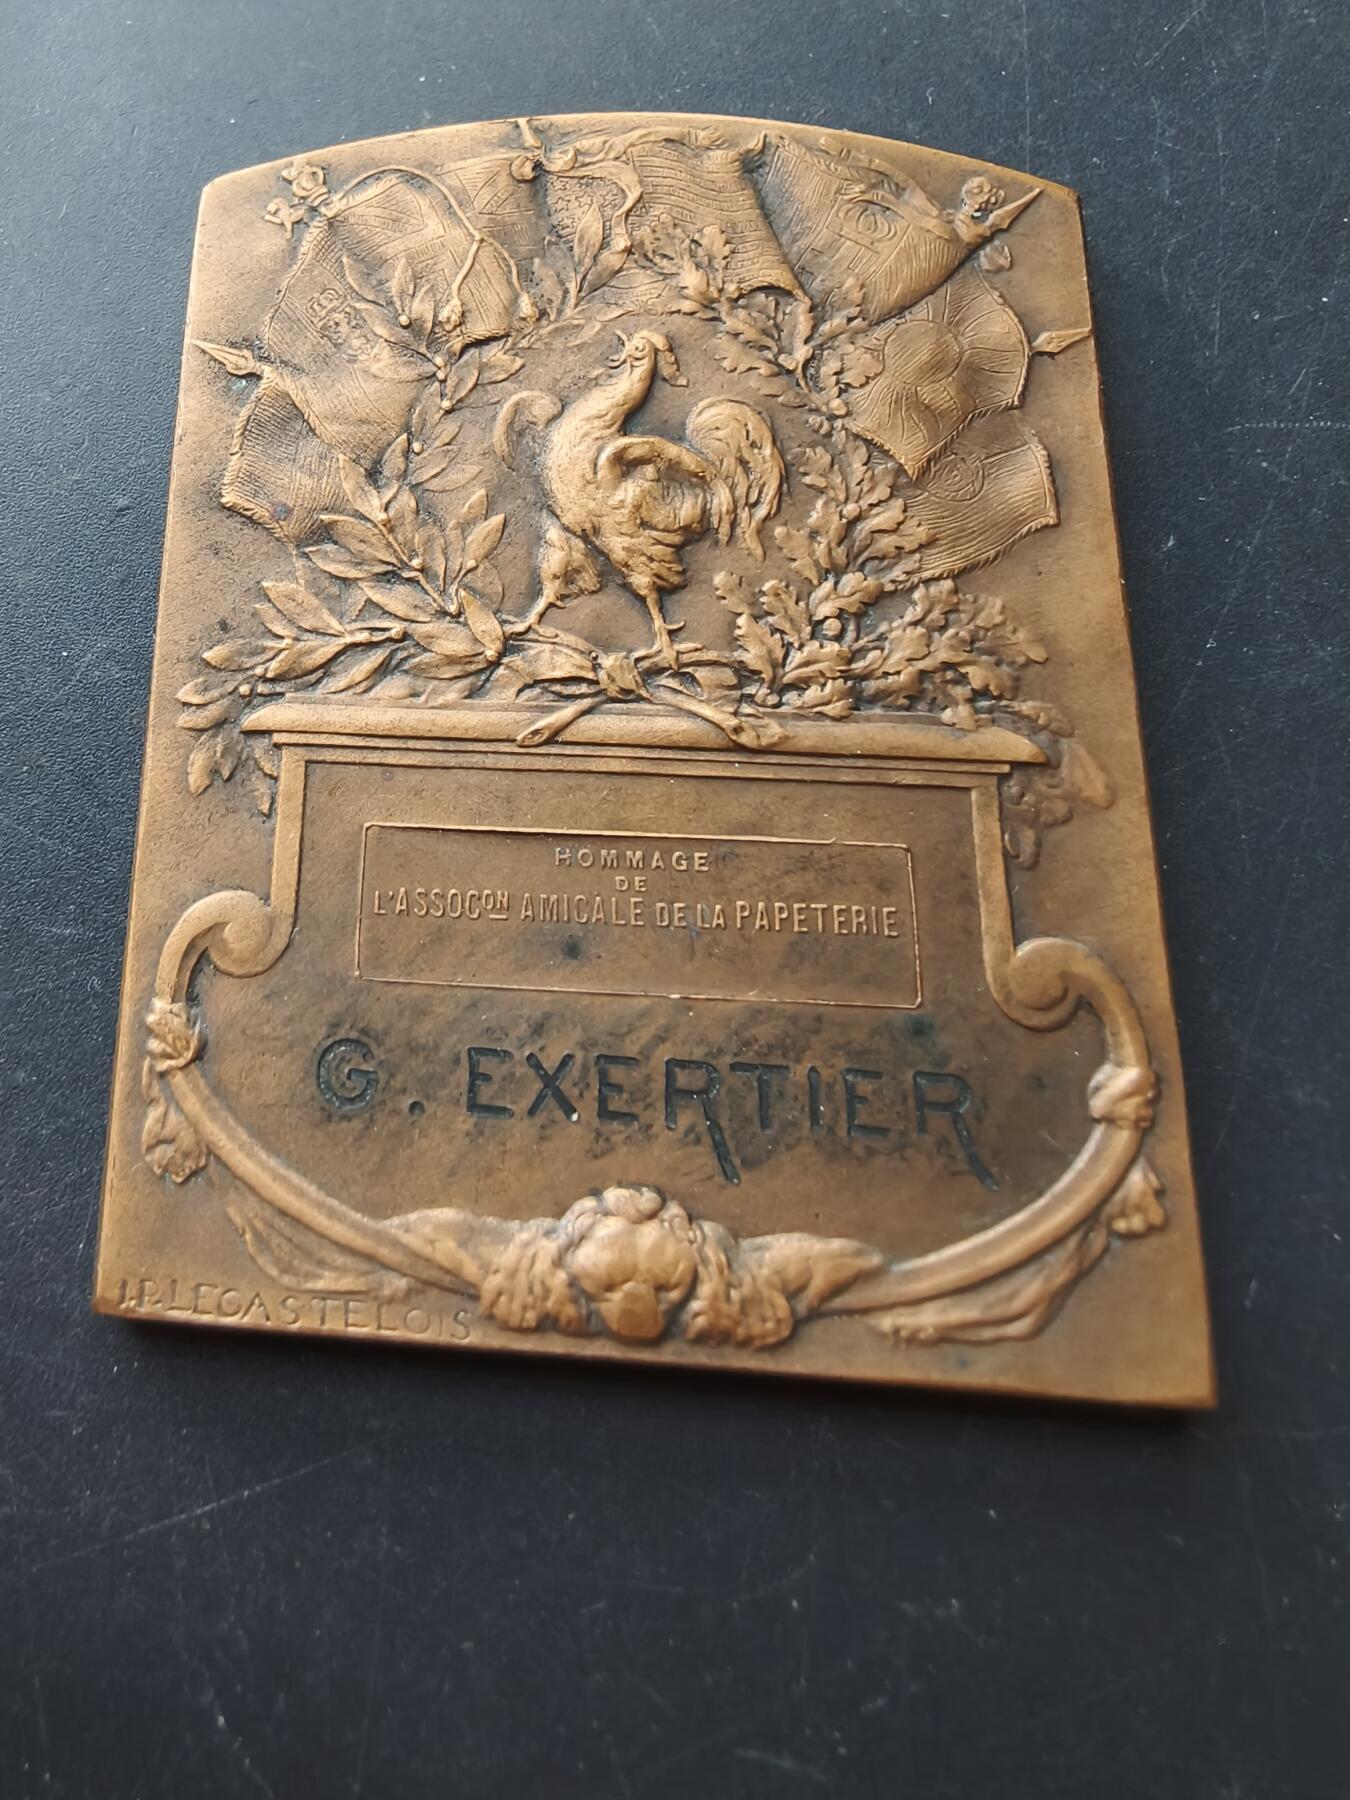 HOMMAGE
DE
L'ASSOCON AMICALE DE LA PAPETERIE
G. EXERTIER
J.P. LEGASTELOIS